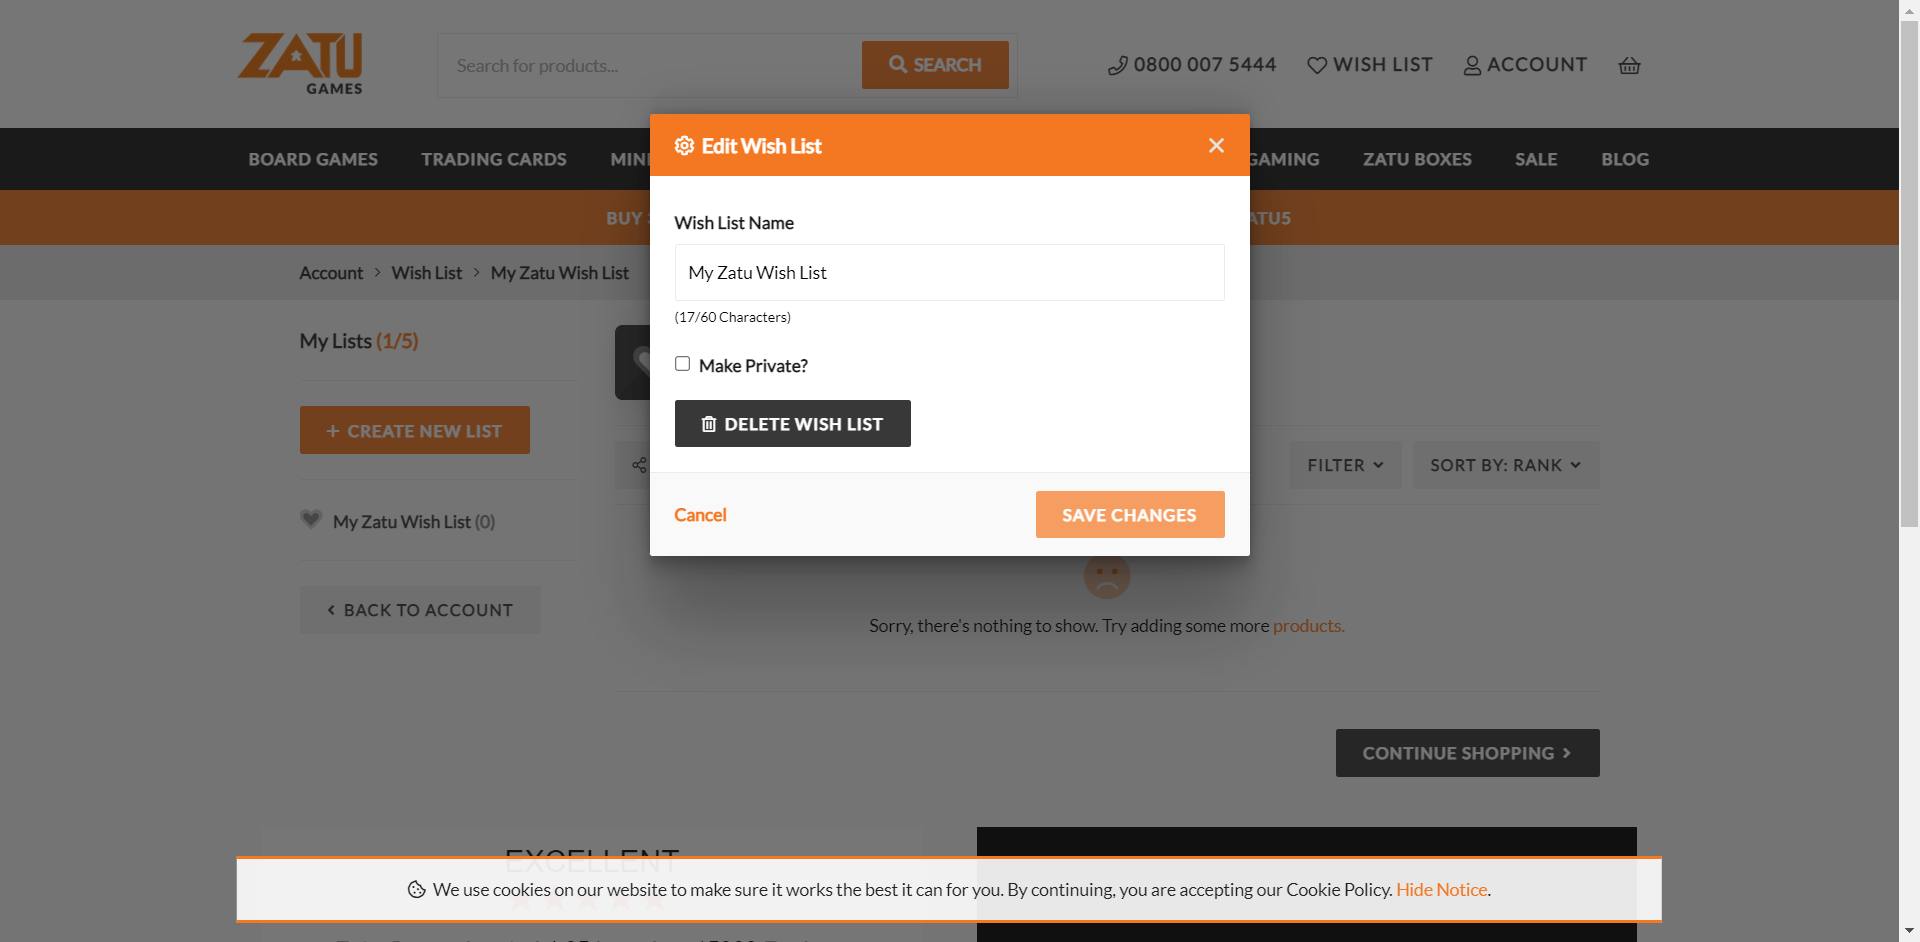 ZATU
GAMES
Search for products...
SEARCH
0800 007 5444
WISH LIST
ACCOUNT
Edit Wish List
BOARD GAMES
TRADING CARDS
GAMING
ZATU BOXES
SALE
BLOG
BUY
Account > Wish List > My Zatu Wish List
Wish List Name
My Zatu Wish List
(17/60 Characters)
Make Private?
DELETE WISH LIST
Cancel
SAVE CHANGES
My Lists (1/5)
+ CREATE NEW LIST
My Zatu Wish List (0)
< BACK TO ACCOUNT
FILTER
SORT BY: RANK
Sorry, there's nothing to show. Try adding some more products.
CONTINUE SHOPPING >
EXCELLENT
We use cookies on our website to make sure it works the best it can for you. By continuing, you are accepting our Cookie Policy. Hide Notice.